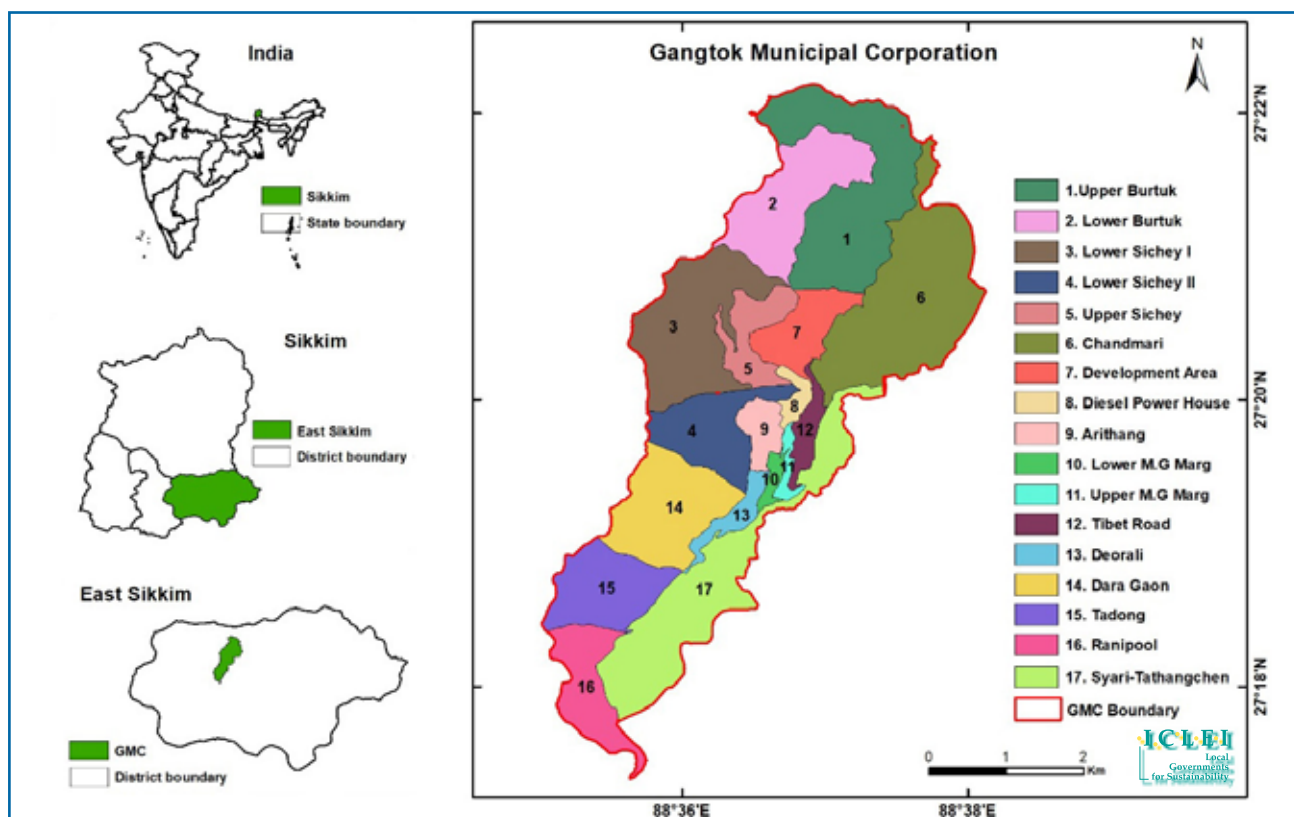 India
Sikkim
State boundary
Sikkim
East Sikkim
District boundary
East Sikkim
GMC
District boundary
Gangtok Municipal Corporation
N
27°22'N
27°20'N
27°18'N
88°36'E
88°38'E
1
2
3
4
5
6
7
8
9
10
11
12
13
14
15
16
17
1.Upper Burtuk
2. Lower Burtuk
3. Lower Sichey I
4. Lower Sichey II
5. Upper Sichey
6. Chandmari
7. Development Area
8. Diesel Power House
9. Arithang
10. Lower M.G Marg
11. Upper M.G Marg
12. Tibet Road
13. Deorali
14. Dara Gaon
15. Tadong
16. Ranipool
17. Syari-Tathangchen
GMC Boundary
0 1 2
Km
ICLEI
Local
Governments
for Sustainability